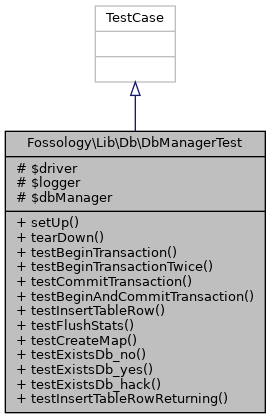 TestCase
Fossology\Lib\Db\DbManagerTest
# $driver
# $logger
# $dbManager
+ setUp()
+ tearDown()
+ testBeginTransaction()
+ testBeginTransactionTwice()
+ testCommitTransaction()
+ testBeginAndCommitTransaction()
+ testInsertTableRow()
+ testFlushStats()
+ testCreateMap()
+ testExistsDb_no()
+ testExistsDb_yes()
+ testExistsDb_hack()
+ testInsertTableRowReturning()